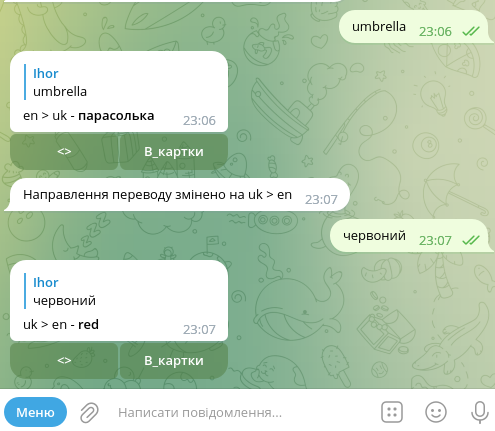 umbrella 23:06
Ihor
umbrella
en > uk - парасолька 23:06
<> В_картки
Направлення переводу змінено на uk > en 23:07
червоний 23:07
Ihor
червоний
uk > en - red 23:07
<> В_картки
Меню Написати повідомлення...